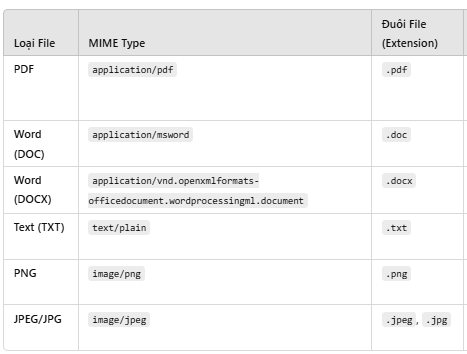 Loại File MIME Type Đuôi File (Extension)
PDF application/pdf .pdf
Word (DOC) application/msword .doc
Word (DOCX) application/vnd.openxmlformats-officedocument.wordprocessingml.document .docx
Text (TXT) text/plain .txt
PNG image/png .png
JPEG/JPG image/jpeg .jpeg, .jpg